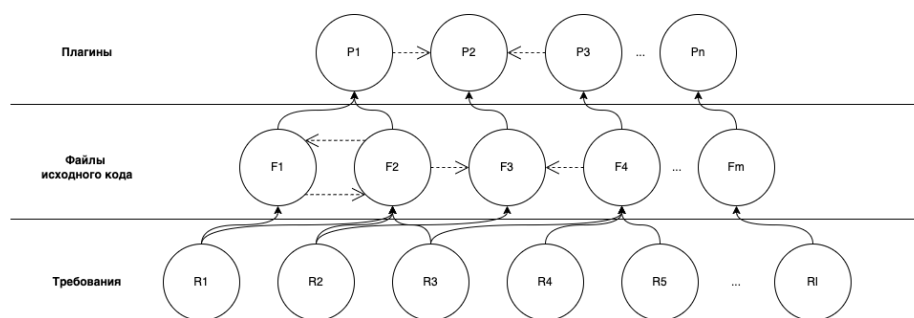 Плагины
P1
P2
P3
...
Pn
Файлы
исходного кода
F1
F2
F3
F4
...
Fm
Требования
R1
R2
R3
R4
R5
...
Rl